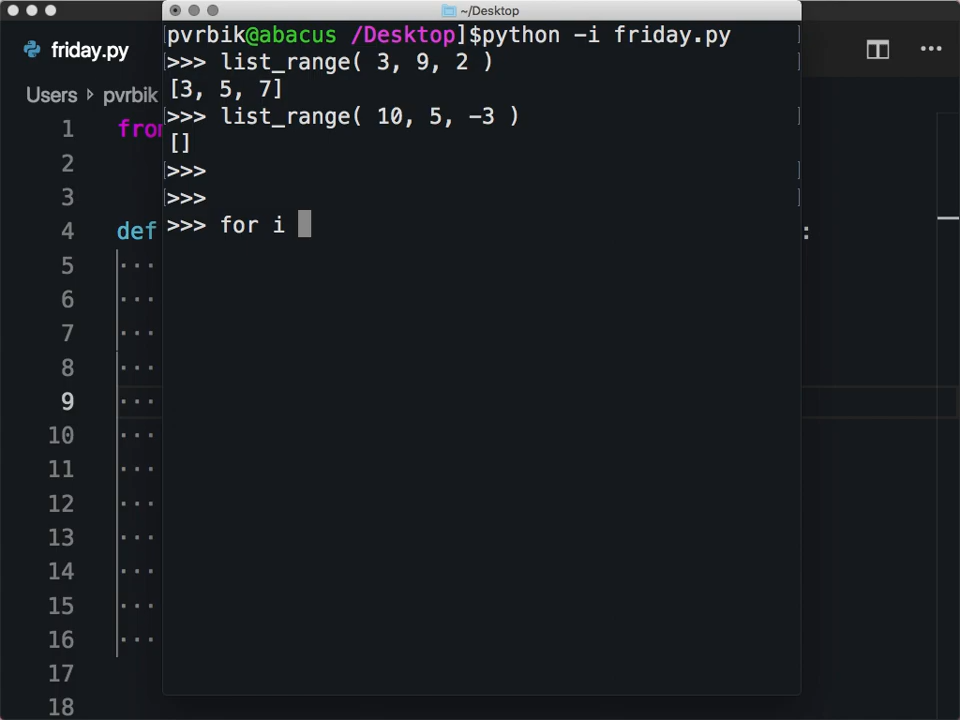 ~/Desktop
friday.py
Users pvrbik
pvrbik@abacus /Desktop]$python -i friday.py
>>> list_range( 3, 9, 2 )
[3, 5, 7]
>>> list_range( 10, 5, -3 )
[]
>>>
>>>
>>> for i
1 from
2
3
4 def :
5
6
7
8
9
10
11
12
13
14
15
16
17
18